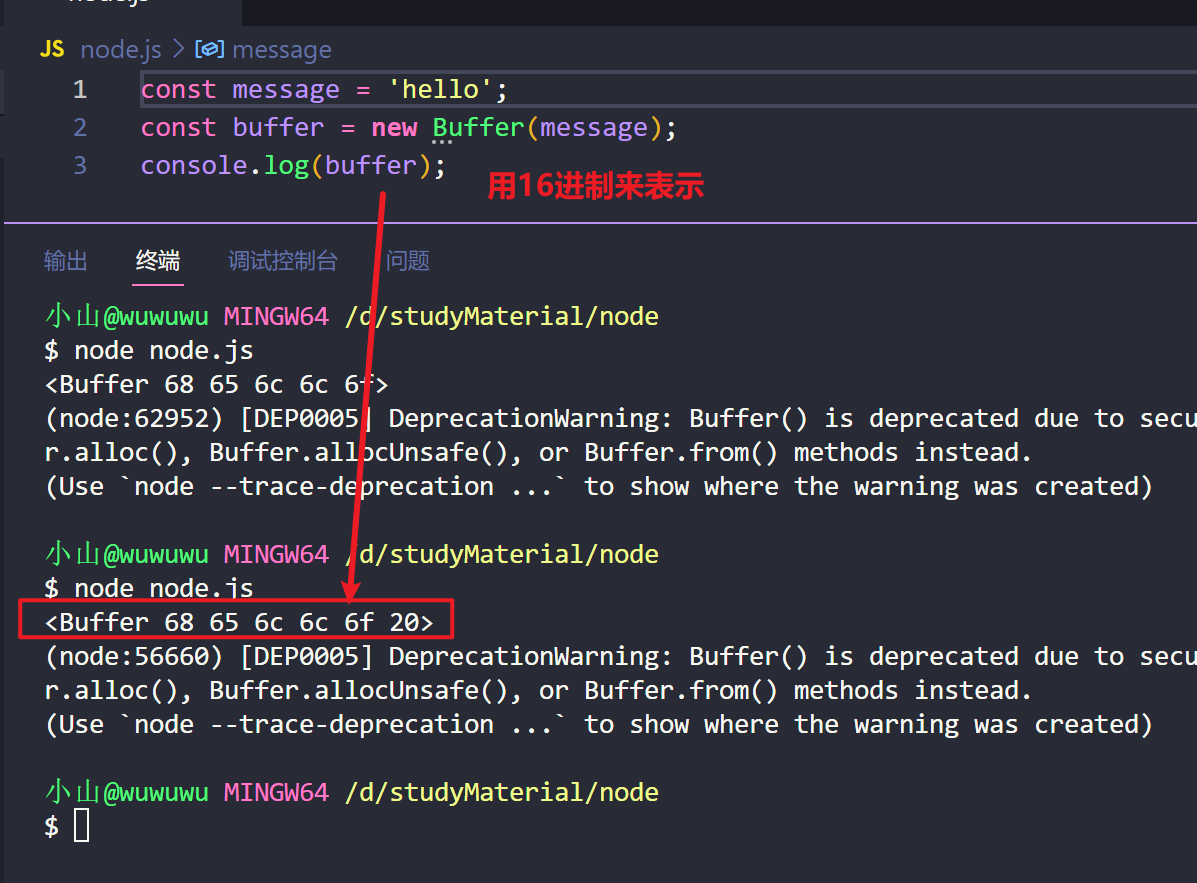 JS node.js > message
1 const message = 'hello';
2 const buffer = new Buffer(message);
3 console.log(buffer);
用16进制来表示
输出 终端 调试控制台 问题
小山@wuwuwu MINGW64 /d/studyMaterial/node
$ node node.js
<Buffer 68 65 6c 6c 6f>
(node:62952) [DEP0005] DeprecationWarning: Buffer() is deprecated due to secu
r.alloc(), Buffer.allocUnsafe(), or Buffer.from() methods instead.
(Use `node --trace-deprecation ...` to show where the warning was created)
小山@wuwuwu MINGW64 /d/studyMaterial/node
$ node node.js
<Buffer 68 65 6c 6c 6f 20>
(node:56660) [DEP0005] DeprecationWarning: Buffer() is deprecated due to secu
r.alloc(), Buffer.allocUnsafe(), or Buffer.from() methods instead.
(Use `node --trace-deprecation ...` to show where the warning was created)
小山@wuwuwu MINGW64 /d/studyMaterial/node
$